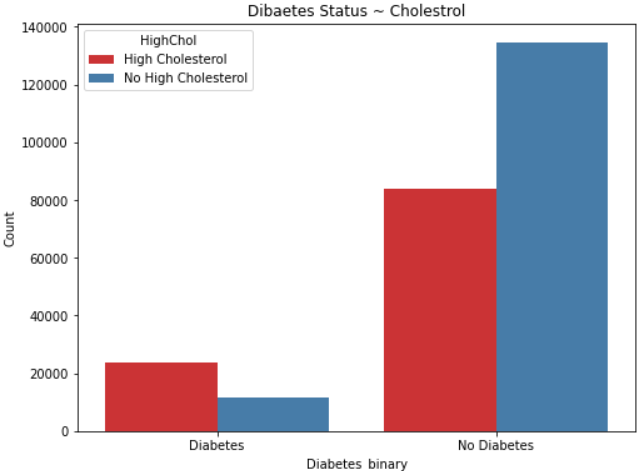 Dibaetes Status ~ Cholestrol
HighChol
High Cholesterol
No High Cholesterol
140000
120000
100000
80000
60000
40000
20000
0
Count
Diabetes
No Diabetes
Diabetes_binary